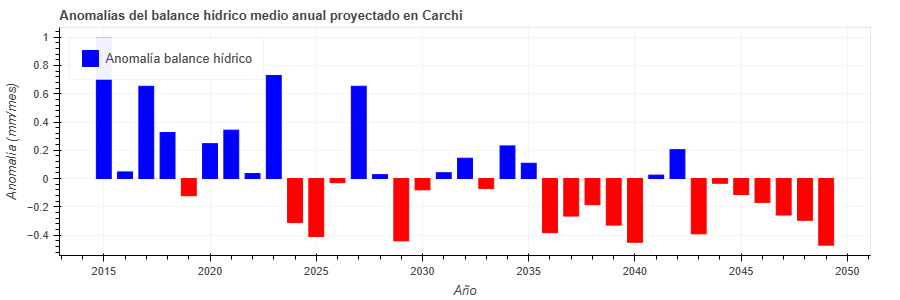 Anomalías del balance hídrico medio anual proyectado en Carchi
Anomalía balance hídrico
Anomalía (mm/mes)
1
0.8
0.6
0.4
0.2
0
−0.2
−0.4
2015 2020 2025 2030 2035 2040 2045 2050
Año